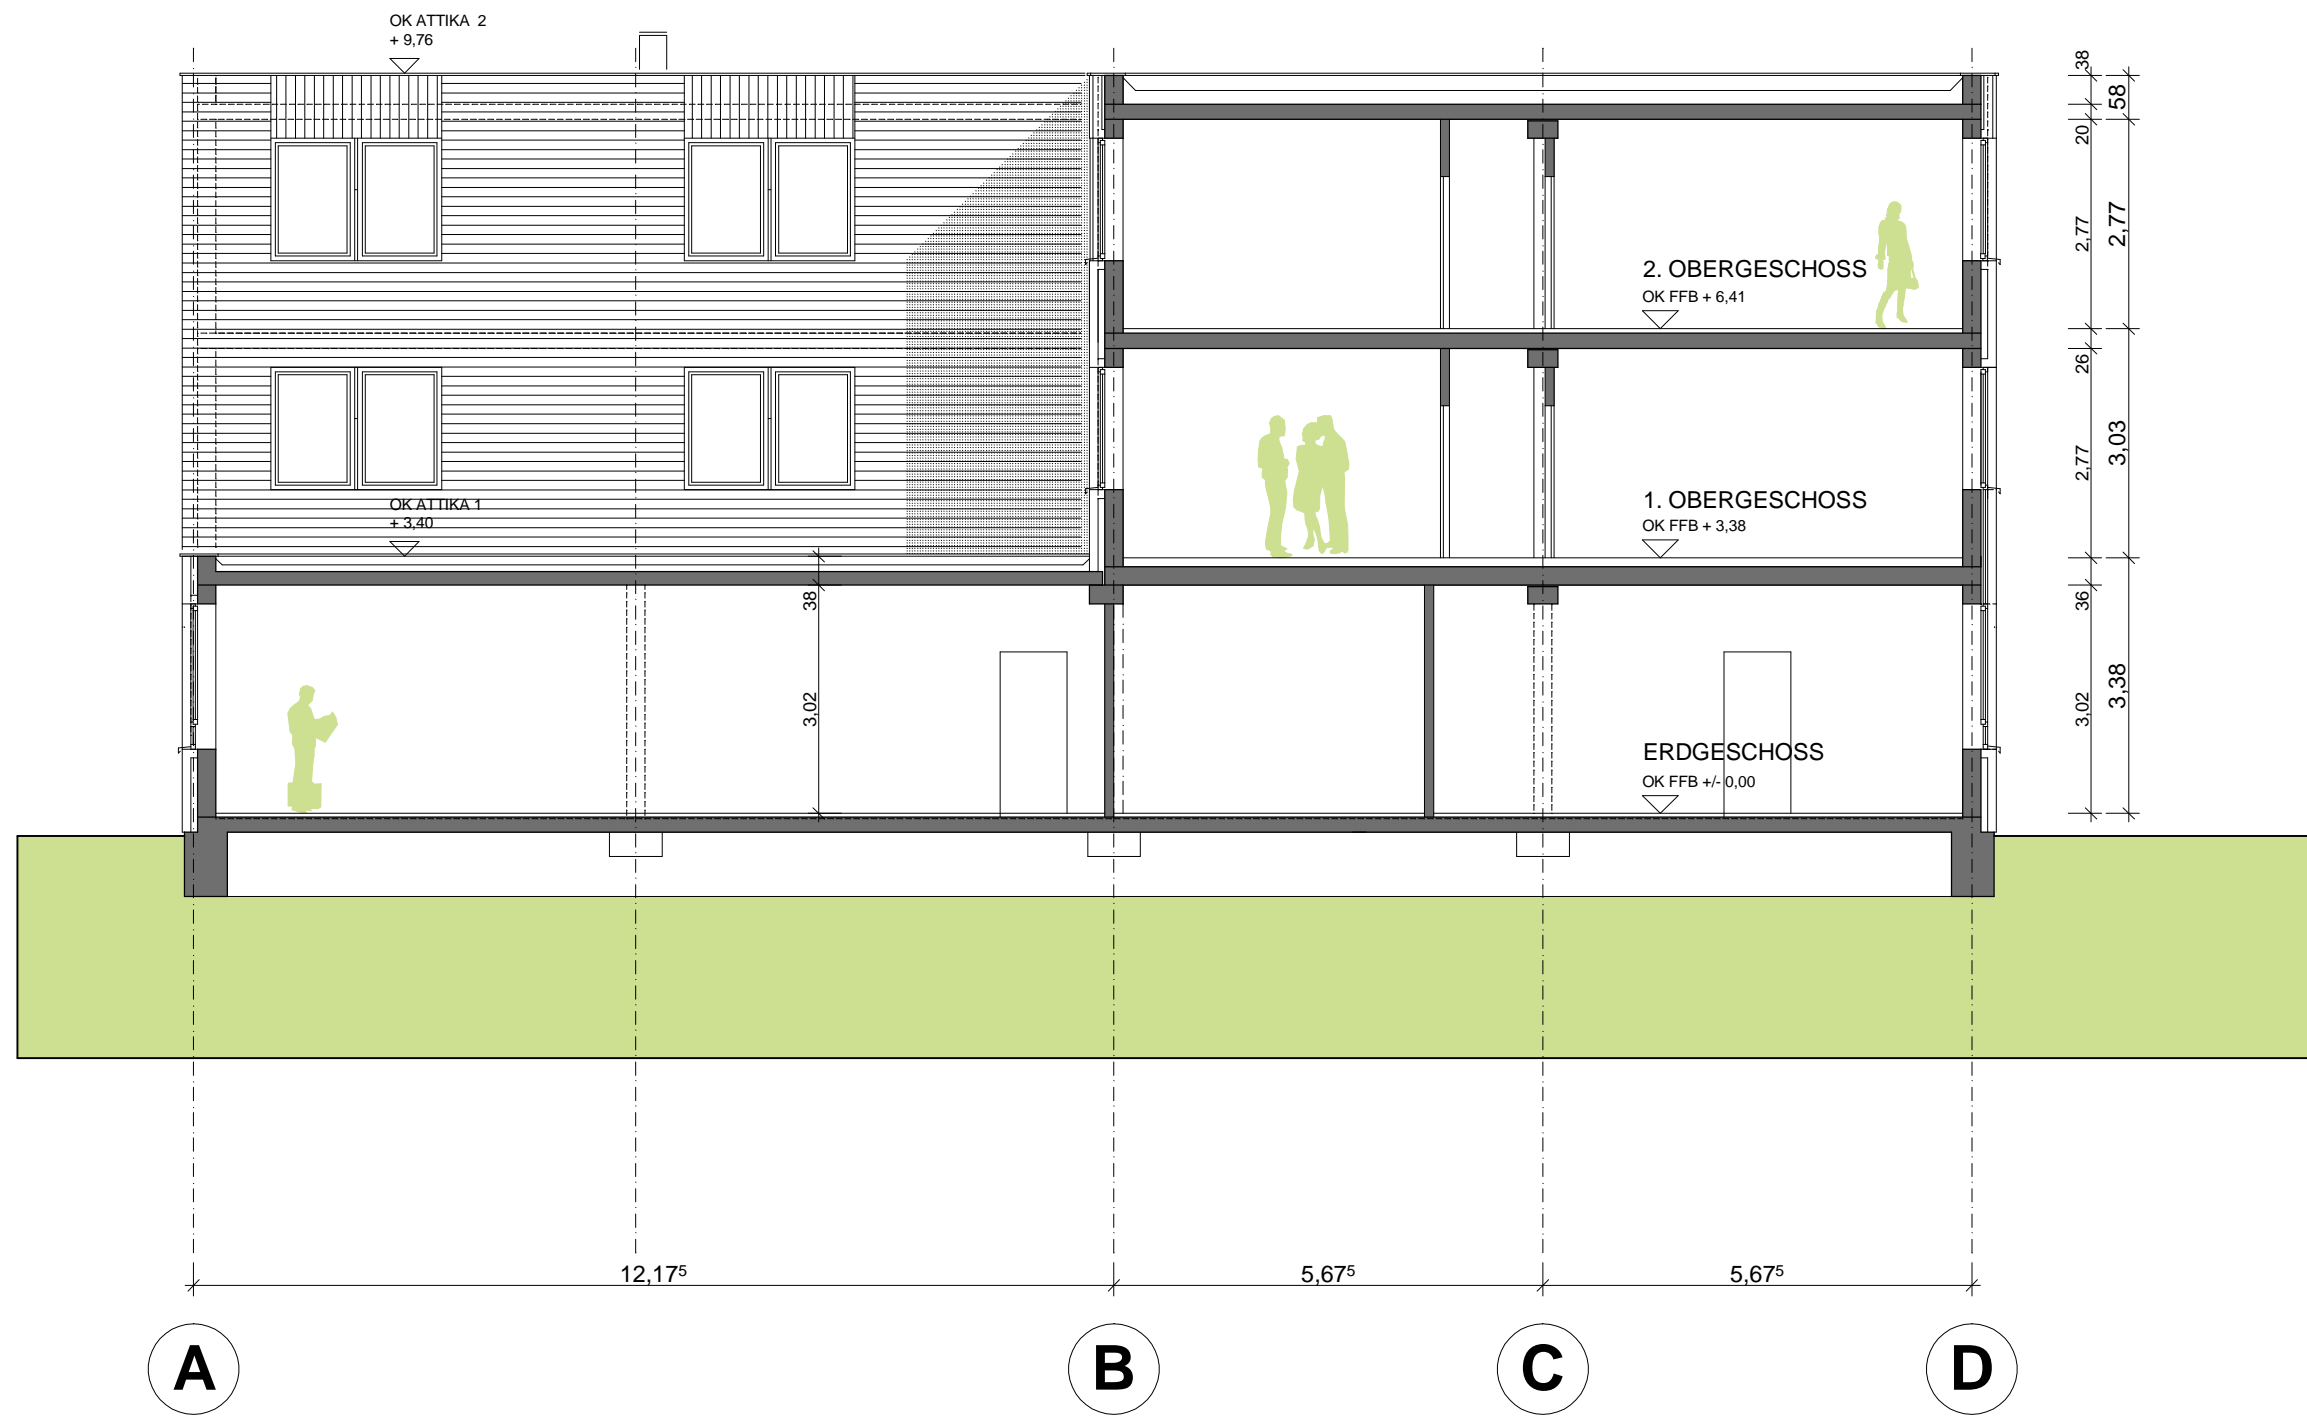 OK ATTIKA 2
+ 9,76
38
58
20
2,77
2,77
2. OBERGESCHOSS
OK FFB + 6,41
26
2,77
3,03
OK ATTIKA 1
+ 3,40
1. OBERGESCHOSS
OK FFB + 3,38
38
36
3,02
3,02
3,38
ERDGESCHOSS
OK FFB +/- 0,00
12,17⁵
5,67⁵
5,67⁵
A
B
C
D